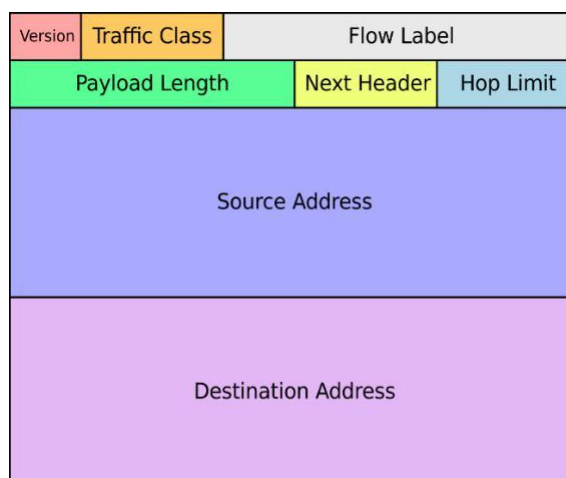 Version Traffic Class Flow Label
Payload Length Next Header Hop Limit
Source Address
Destination Address